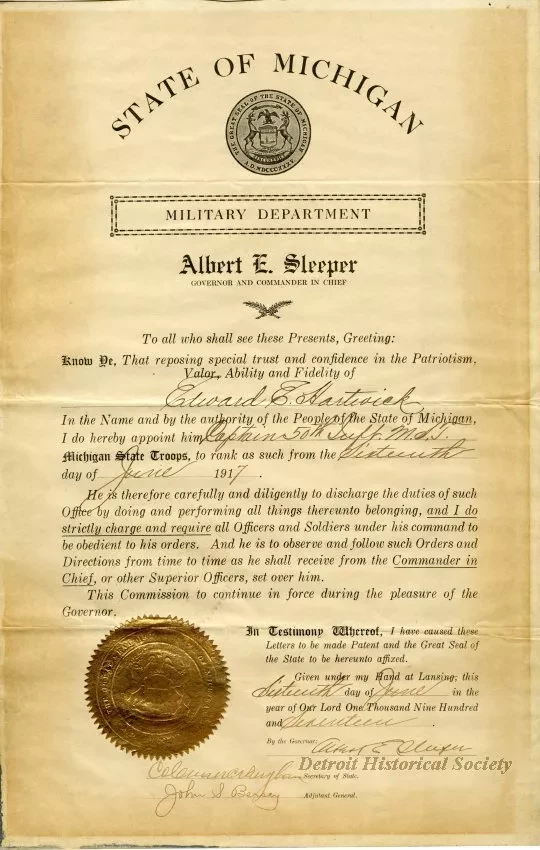 STATE OF MICHIGAN
THE GREAT SEAL OF THE STATE OF MICHIGAN
A.D. MDCCCXXXV.
MILITARY DEPARTMENT
Albert E. Sleeper
GOVERNOR AND COMMANDER IN CHIEF
To all who shall see these Presents, Greeting:
Know Ye, That reposing special trust and confidence in the Patriotism,
Valor, Ability and Fidelity of
Edward E. Hartwick
In the Name and by the authority of the People of the State of Michigan,
I do hereby appoint him Captain 50th
Michigan State Troops, to rank as such from the Sixteenth
day of June 1917.
He is therefore carefully and diligently to discharge the duties of such
Office by doing and performing all things thereunto belonging, and I do
strictly charge and require all Officers and Soldiers under his command to
be obedient to his orders. And he is to observe and follow such Orders and
Directions from time to time as he shall receive from the Commander in
Chief, or other Superior Officers, set over him.
This Commission to continue in force during the pleasure of the
Governor.
In Testimony Whereof, I have caused these
Letters to be made Patent and the Great Seal of
the State to be hereunto affixed.
Given under my Hand at Lansing, this
Sixteenth day of June in the
year of Our Lord One Thousand Nine Hundred
and Seventeen.
By the Governor: Albert E. Sleeper
Detroit Historical Society
Secretary of State.
John S. Bersey Adjutant General.